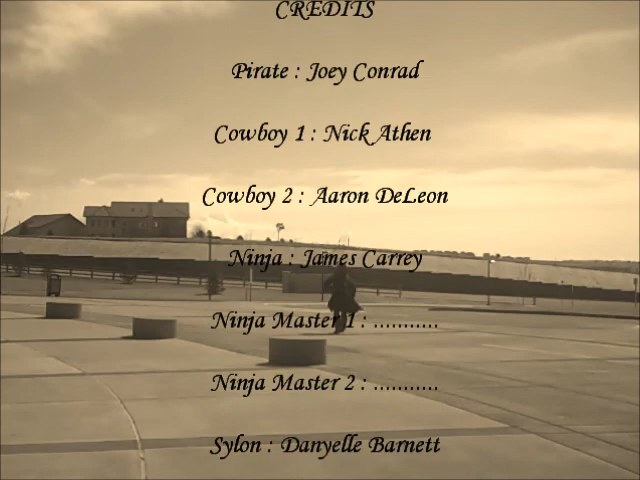 CREDITS
Pirate : Joey Conrad
Cowboy 1 : Nick Athen
Cowboy 2 : Aaron DeLeon
Ninja : James Carrey
Ninja Master 1 : ...........
Ninja Master 2 : ...........
Sylon : Danyelle Barnett